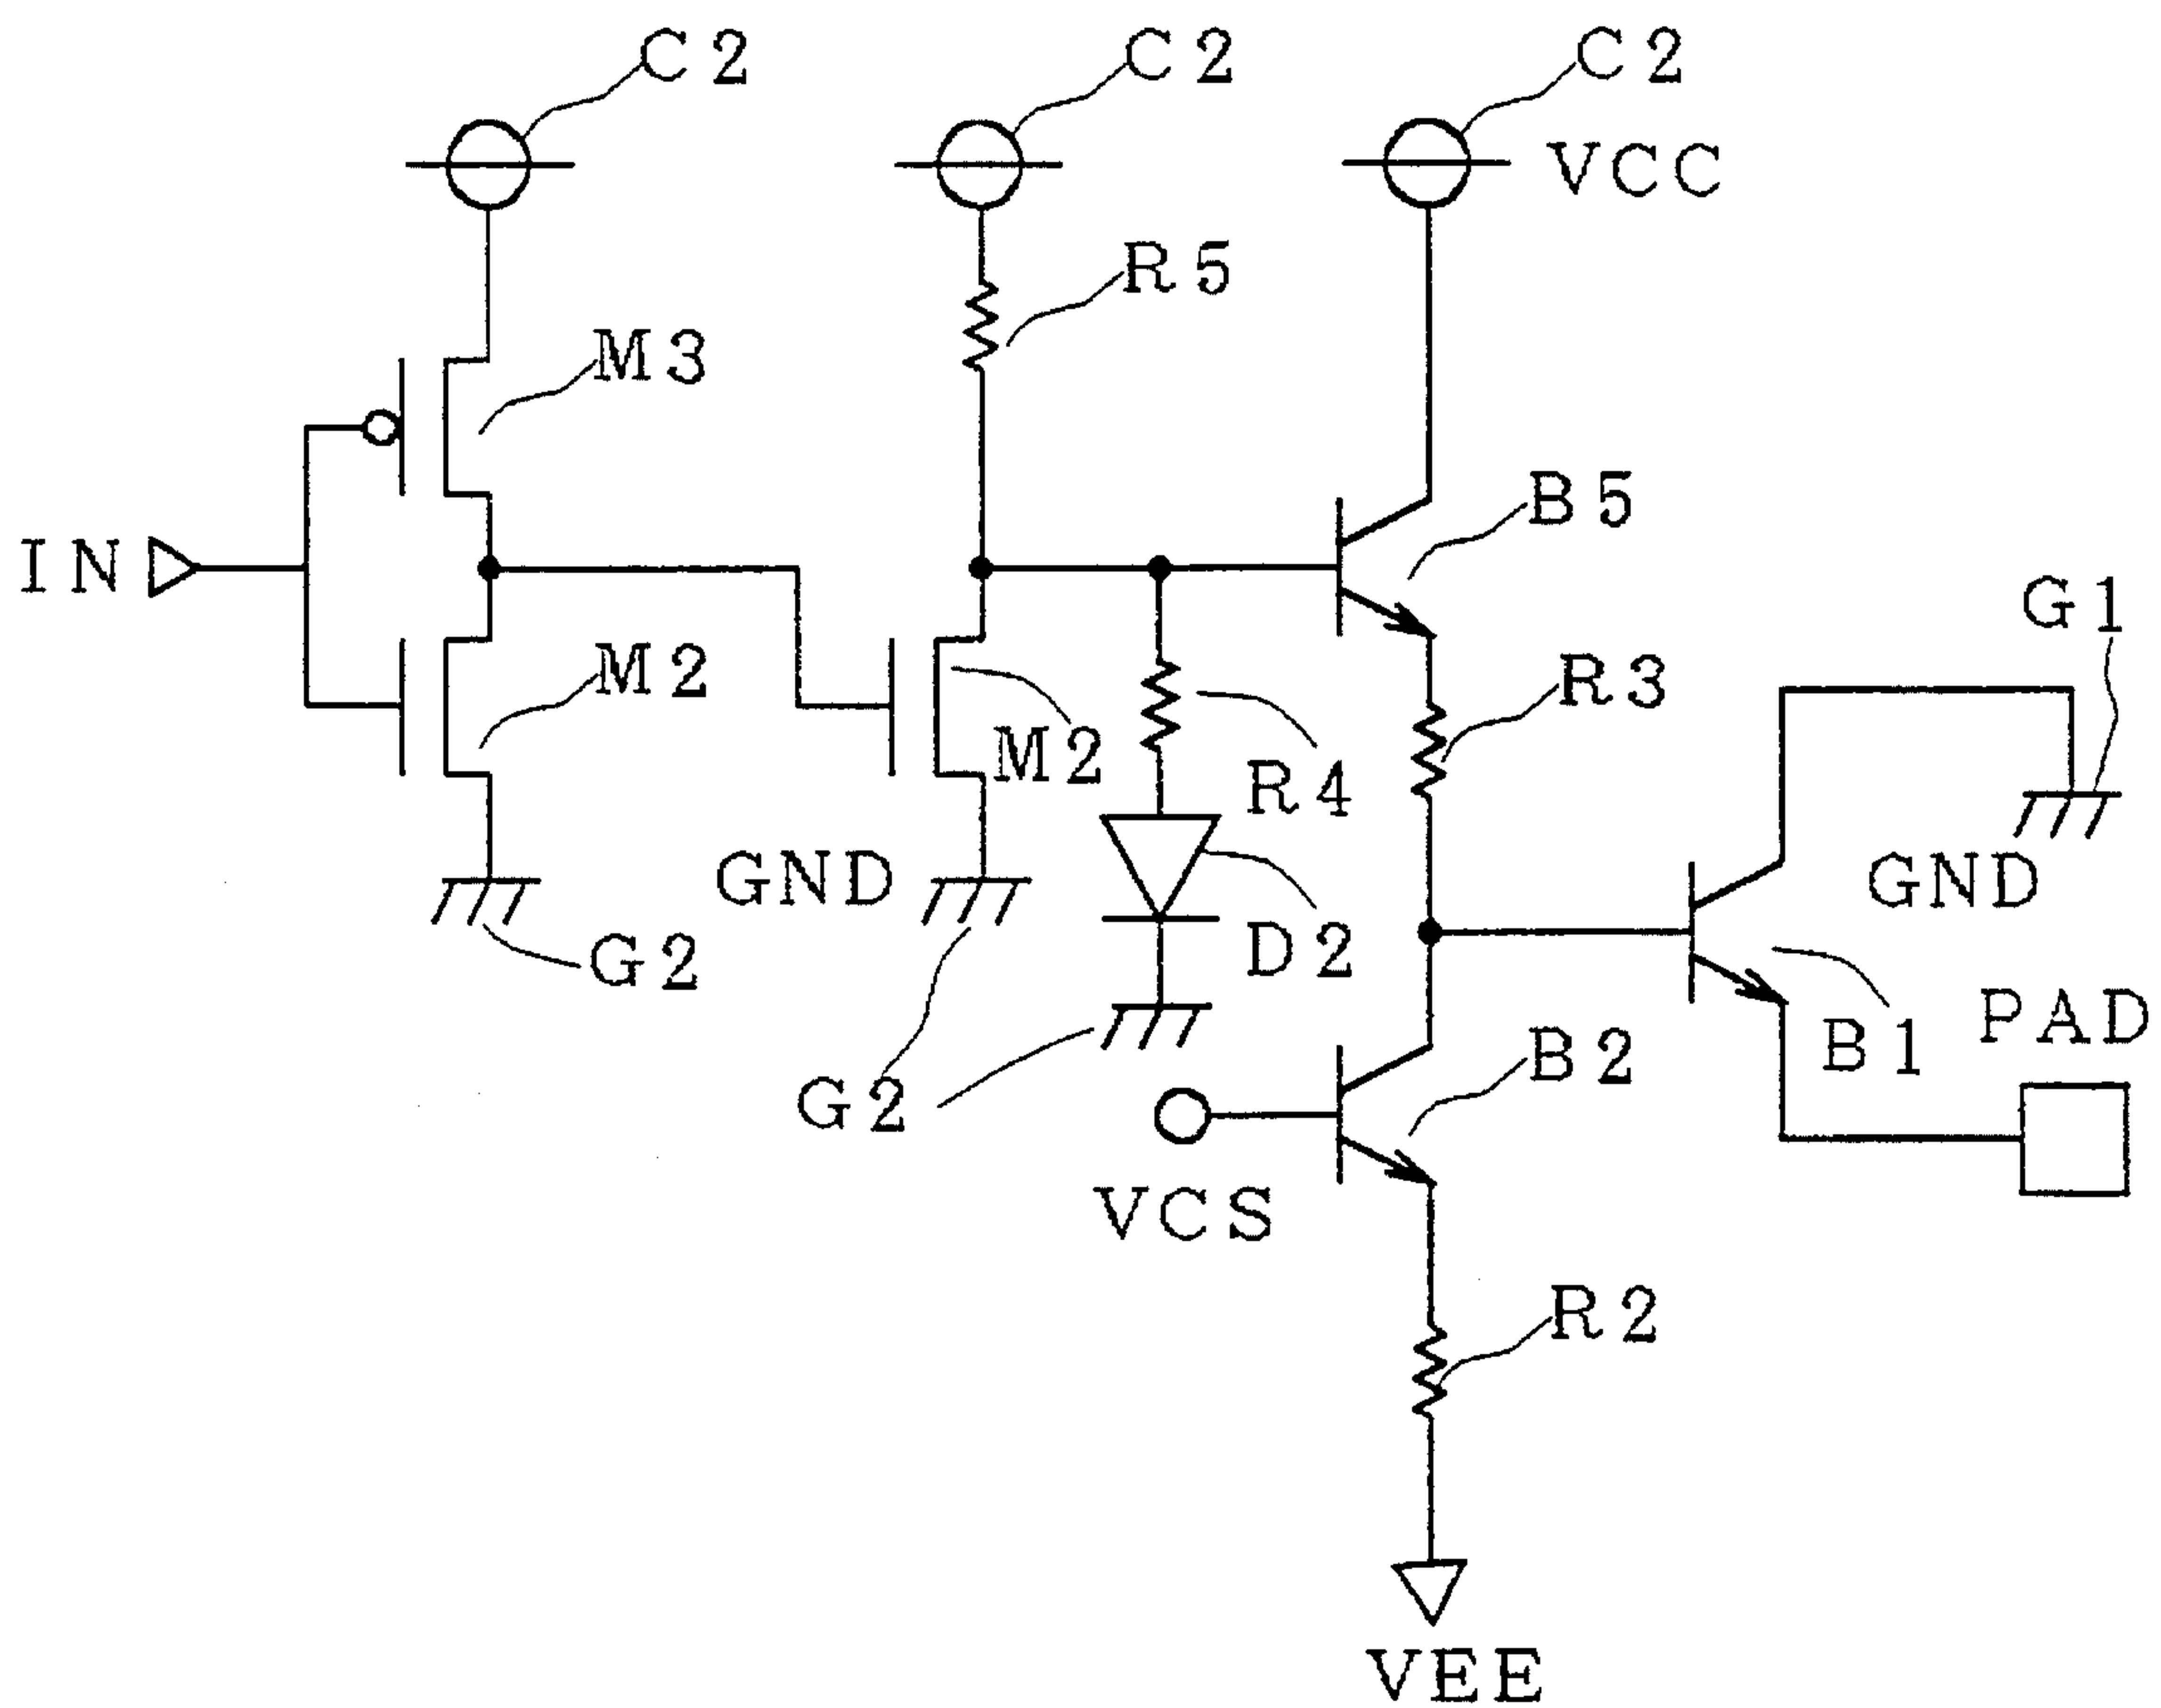 C2
C2
C2
VCC
R5
M3
B5
IN
G1
M2
R3
M2
R4
GND
GND
G2
D2
PAD
B1
B2
G2
VCS
R2
VEE